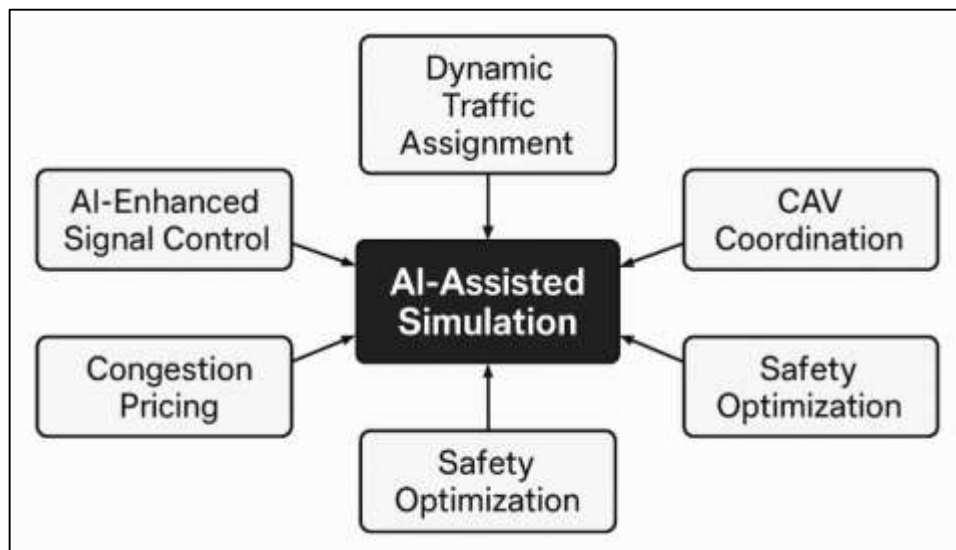 Dynamic
Traffic
Assignment
AI-Enhanced
Signal Control
CAV
Coordination
AI-Assisted
Simulation
Congestion
Pricing
Safety
Optimization
Safety
Optimization